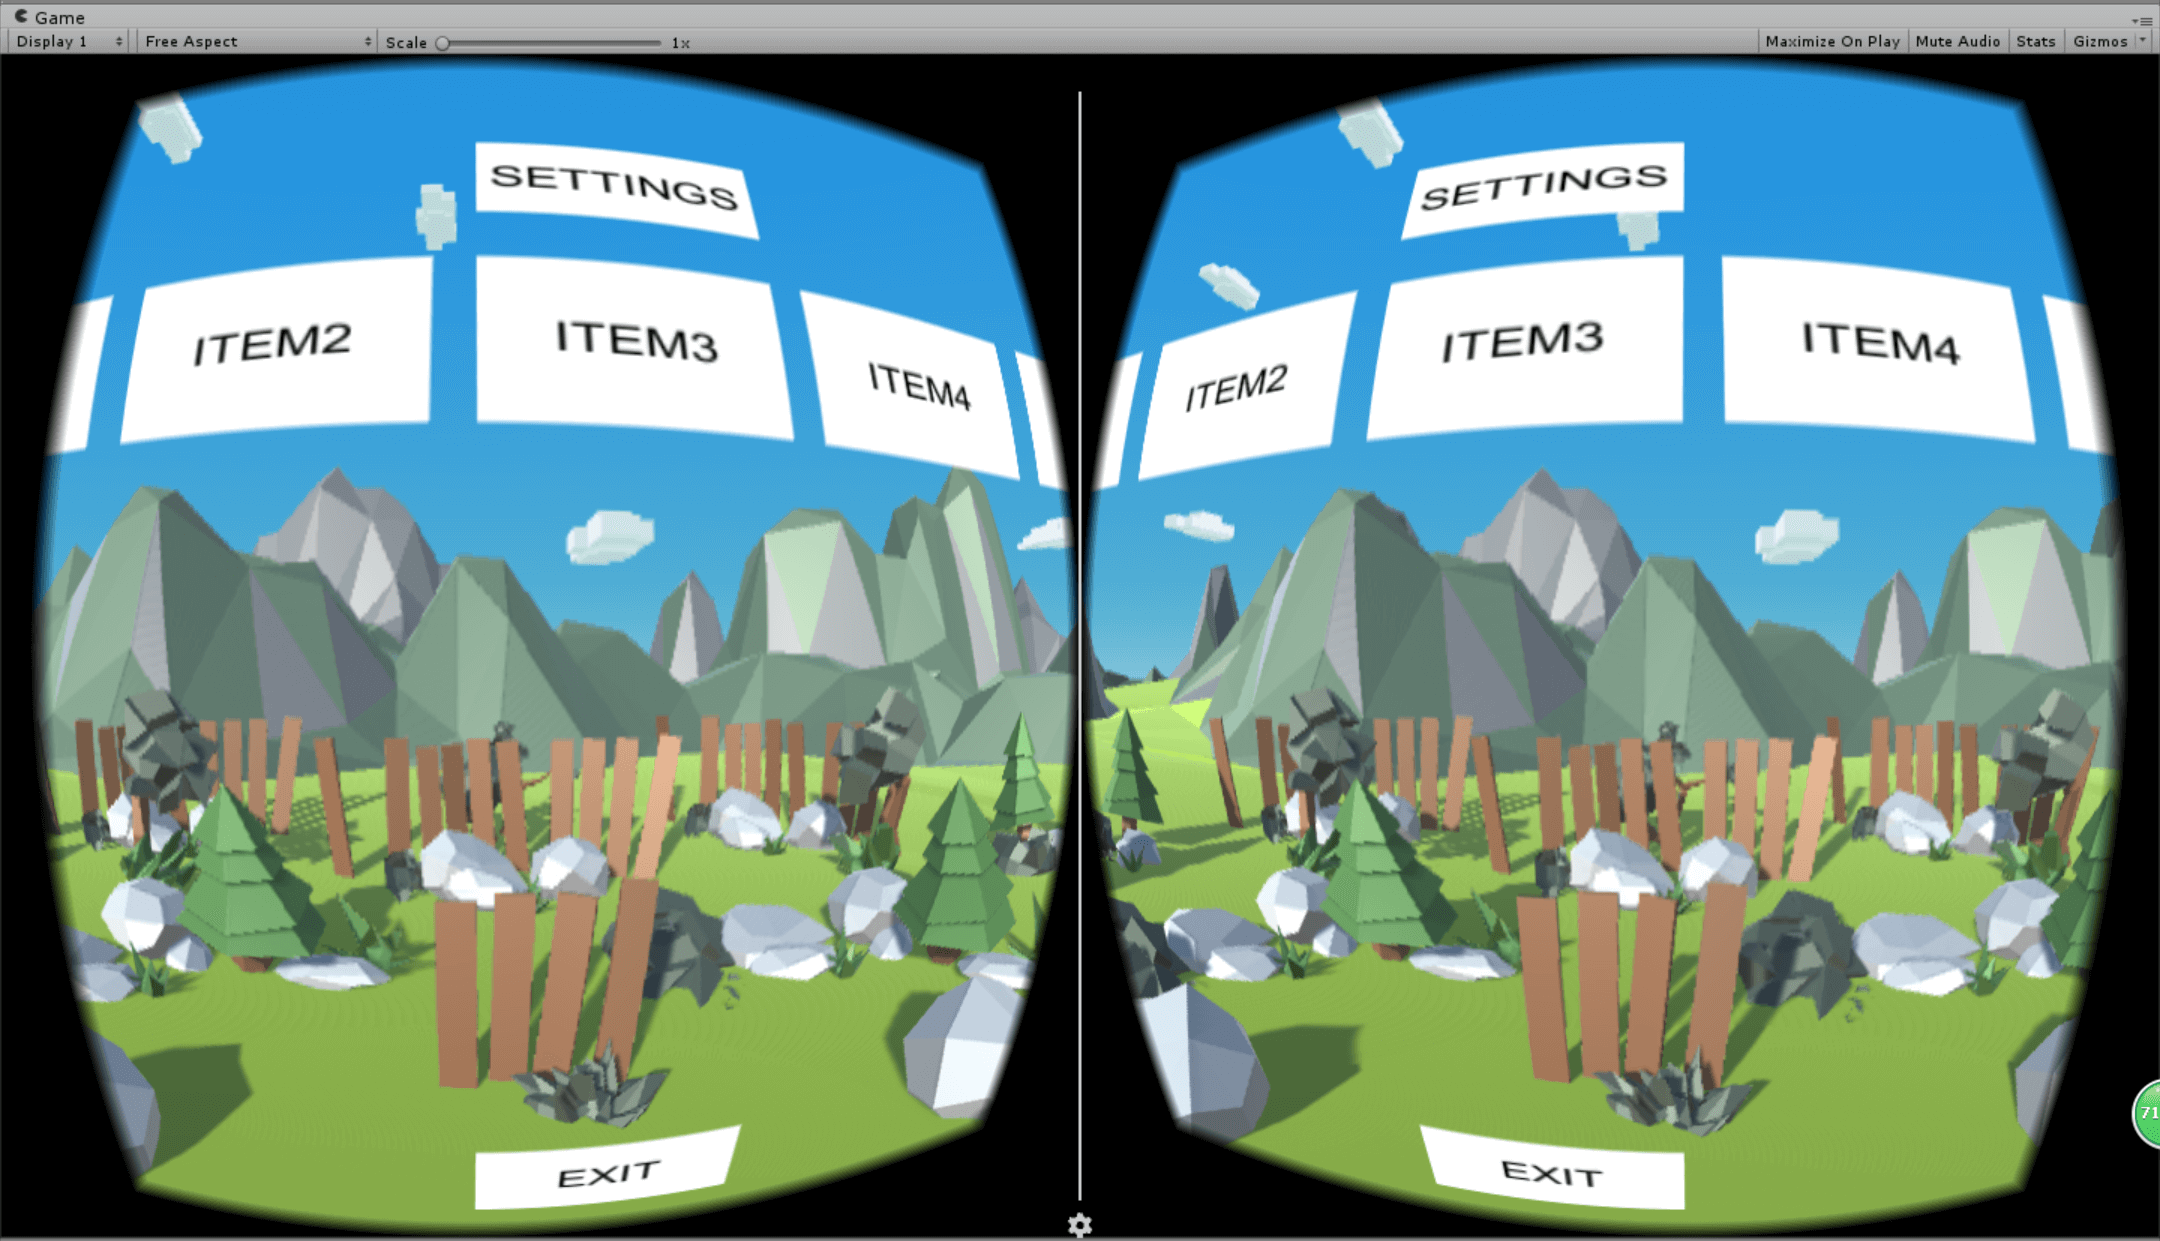 Game
Display 1 Free Aspect Scale 1x Maximize On Play Mute Audio Stats Gizmos
SETTINGS SETTINGS
ITEM2 ITEM3 ITEM4 ITEM2 ITEM3 ITEM4
71
EXIT EXIT